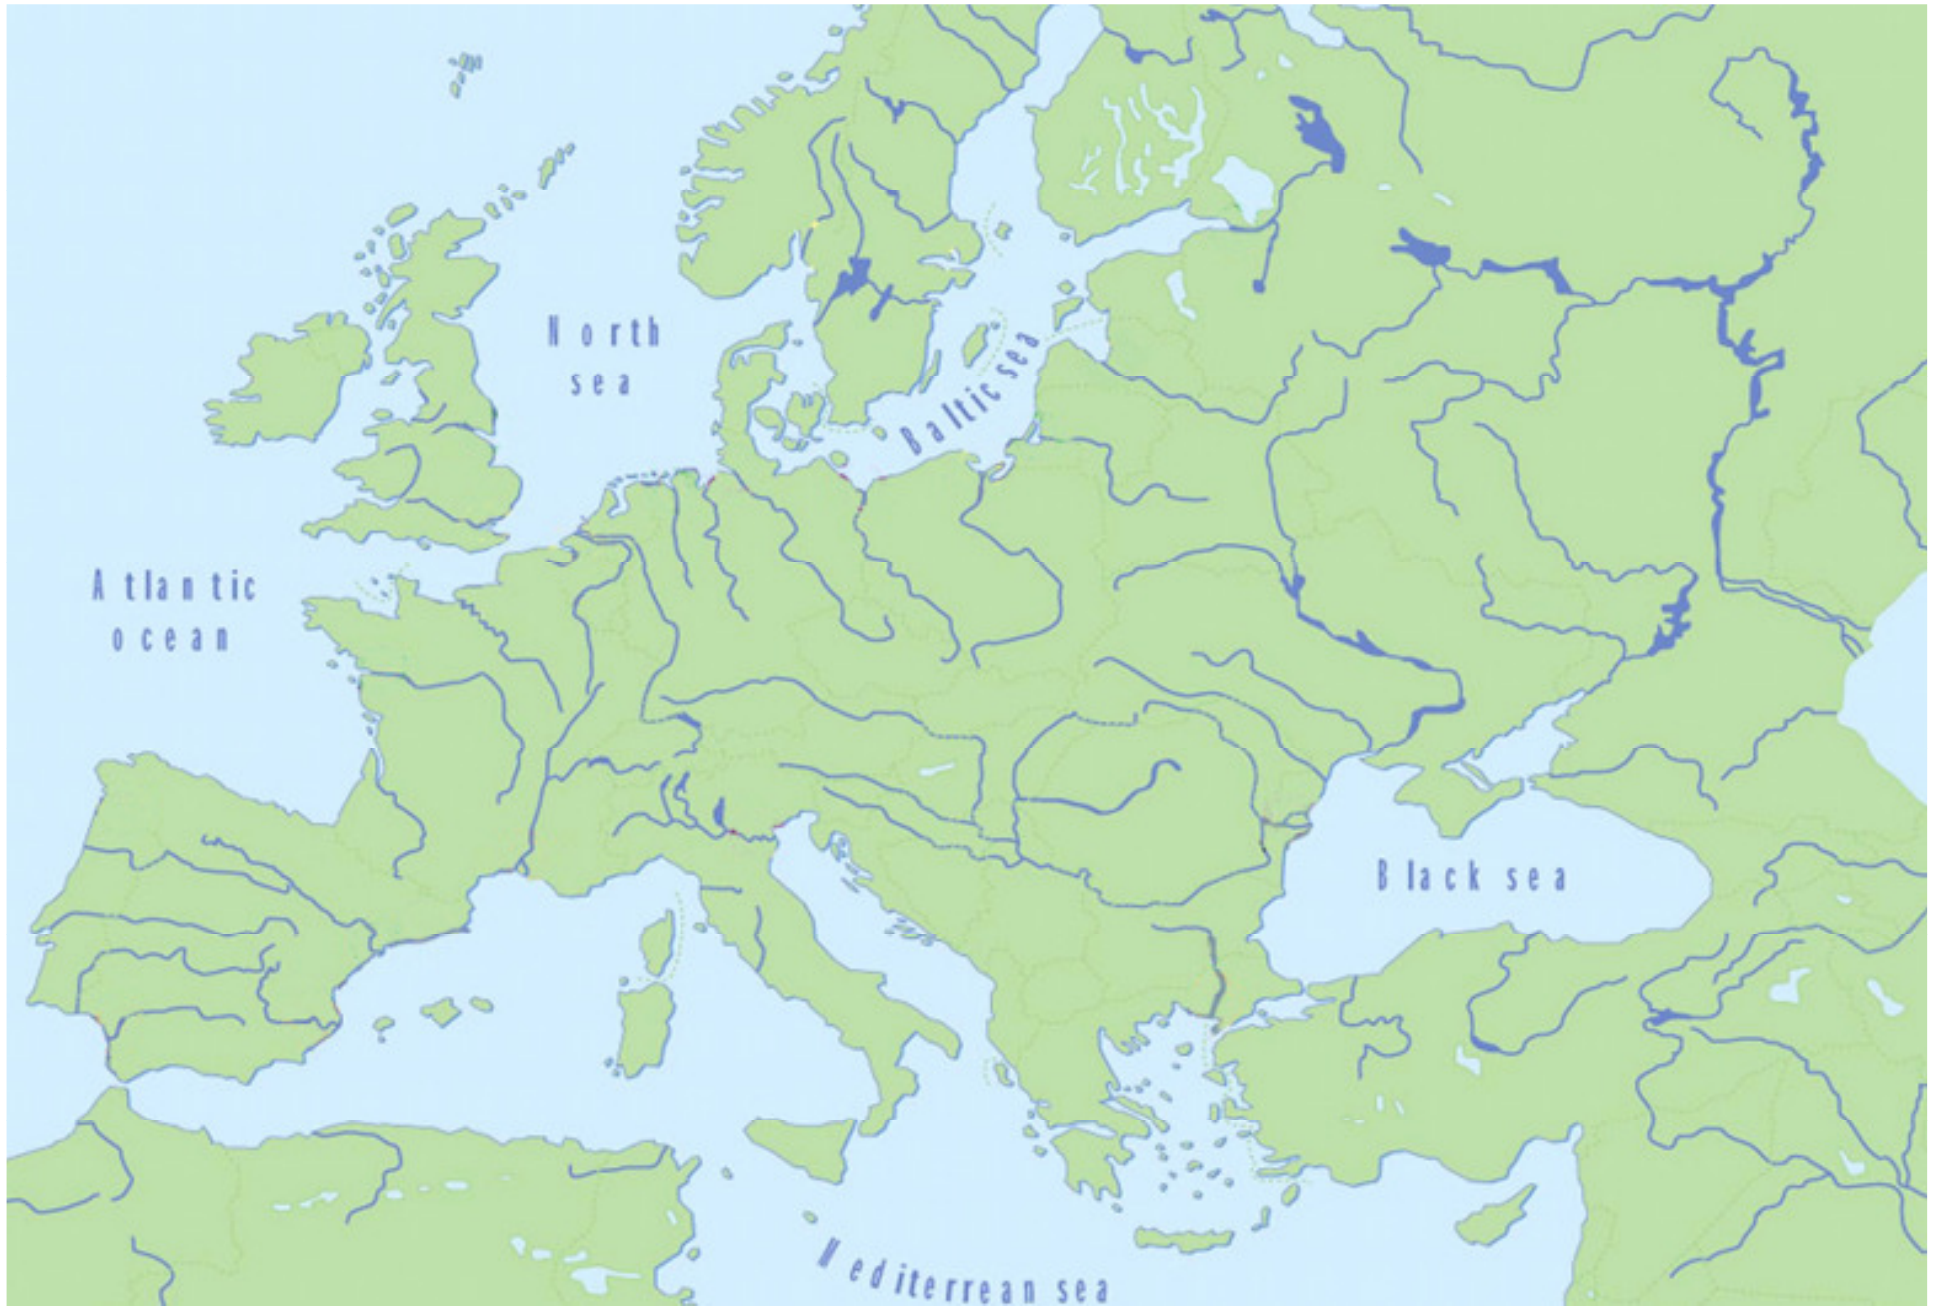 North
sea
Baltic sea
Atlantic
ocean
Black sea
Mediterrean sea